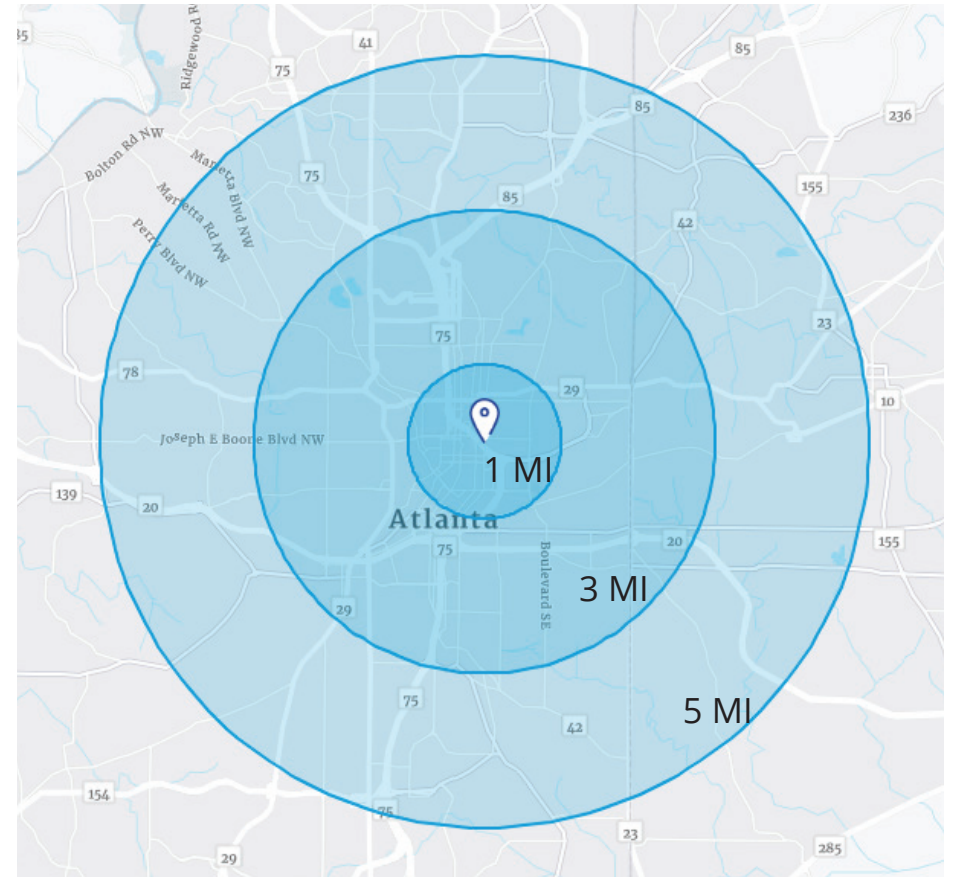 85
Ridgewood R
41
75
85
85
236
Bolton Rd NW
Marietta Blvd NW
75
155
Marietta Rd NW
85
42
Perry Blvd NW
75
23
78
29
10
Joseph E Boone Blvd NW
1 MI
139
20
Atlanta
75
20
155
Boulevard SE
3 MI
29
75
5 MI
42
154
75
23
29
285